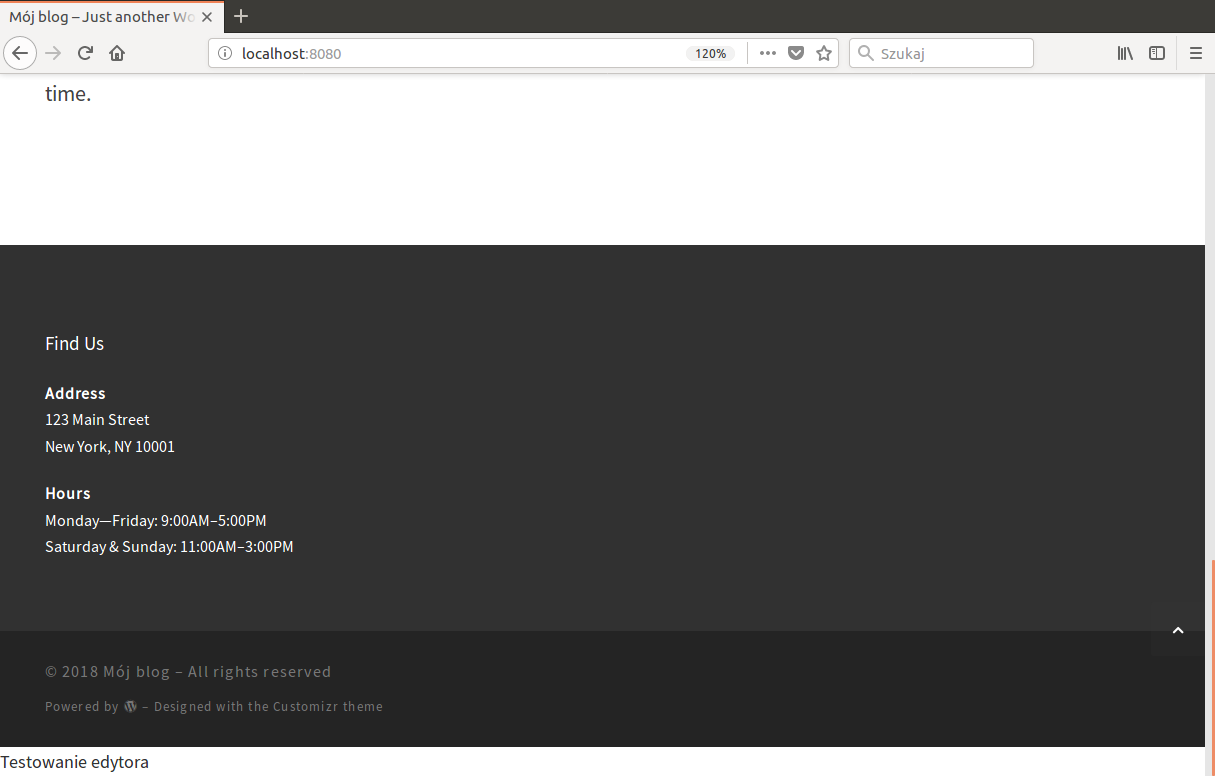 Mój blog – Just another Wo
localhost:8080
120%
Szukaj
time.
Find Us
Address
123 Main Street
New York, NY 10001
Hours
Monday—Friday: 9:00AM–5:00PM
Saturday & Sunday: 11:00AM–3:00PM
© 2018 Mój blog – All rights reserved
Powered by – Designed with the Customizr theme
Testowanie edytora